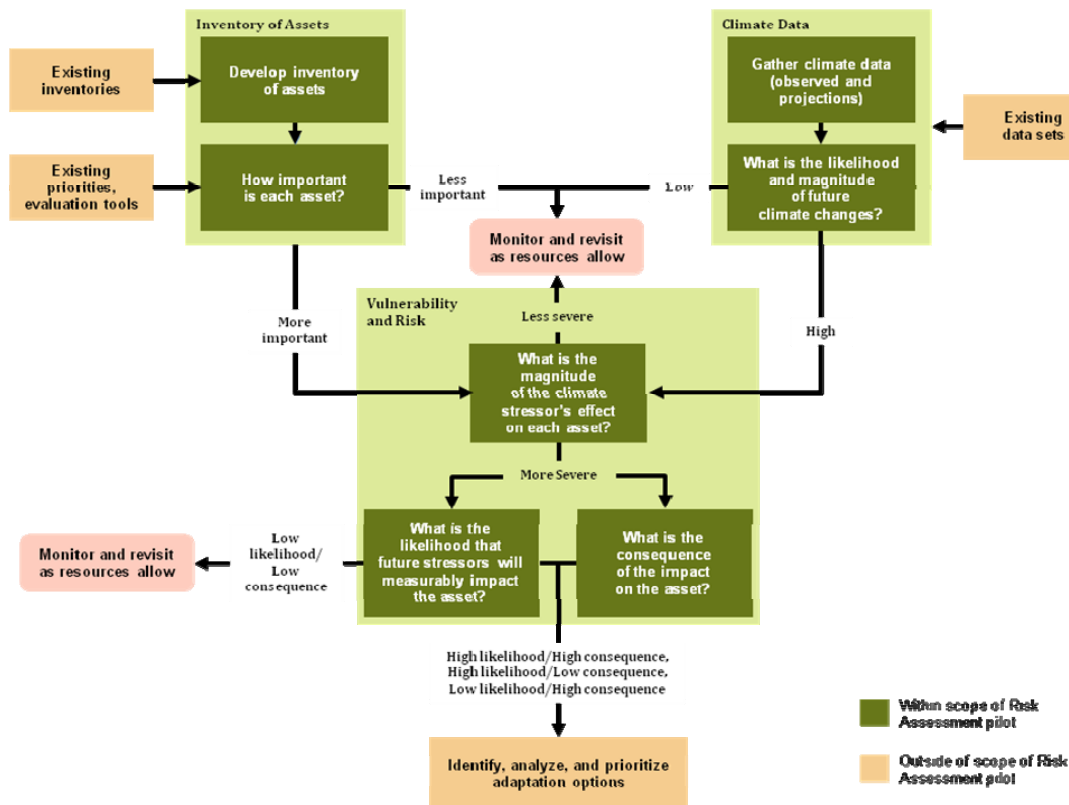 Inventory of Assets
Existing
inventories
Develop inventory
of assets
Existing
priorities,
evaluation tools
How important
is each asset?
Less
important
Low
Climate Data
Gather climate data
(observed and
projections)
Existing
data sets
What is the likelihood
and magnitude
of future
climate changes?
Monitor and revisit
as resources allow
More
important
High
Vulnerability
and Risk
Less severe
What is the
magnitude
of the climate
stressor's effect
on each asset?
More Severe
Monitor and revisit
as resources allow
Low
likelihood/
Low
consequence
What is the
likelihood that
future stressors will
measurably impact
the asset?
What is the
consequence
of the impact
on the asset?
High likelihood/High consequence,
High likelihood/Low consequence,
Low likelihood/High consequence
Identify, analyze, and prioritize
adaptation options
Within scope of Risk
Assessment pilot
Outside of scope of Risk
Assessment pilot